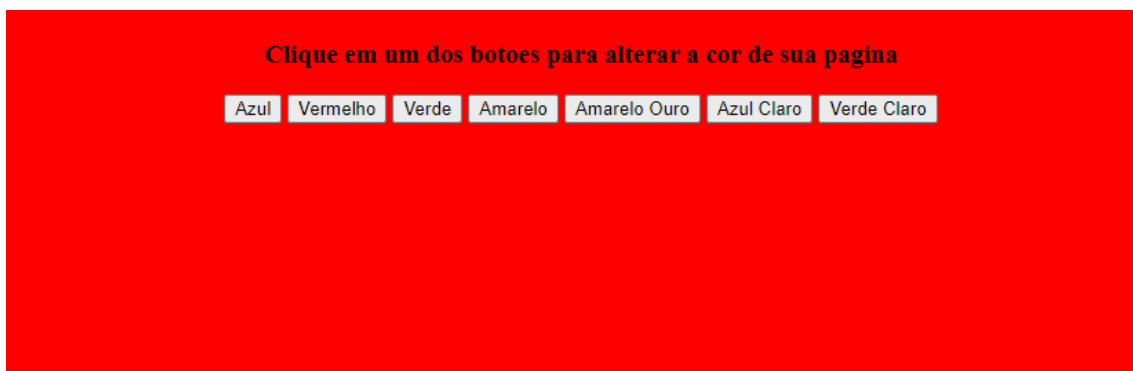 Clique em um dos botoes para alterar a cor de sua pagina
Azul Vermelho Verde Amarelo Amarelo Ouro Azul Claro Verde Claro